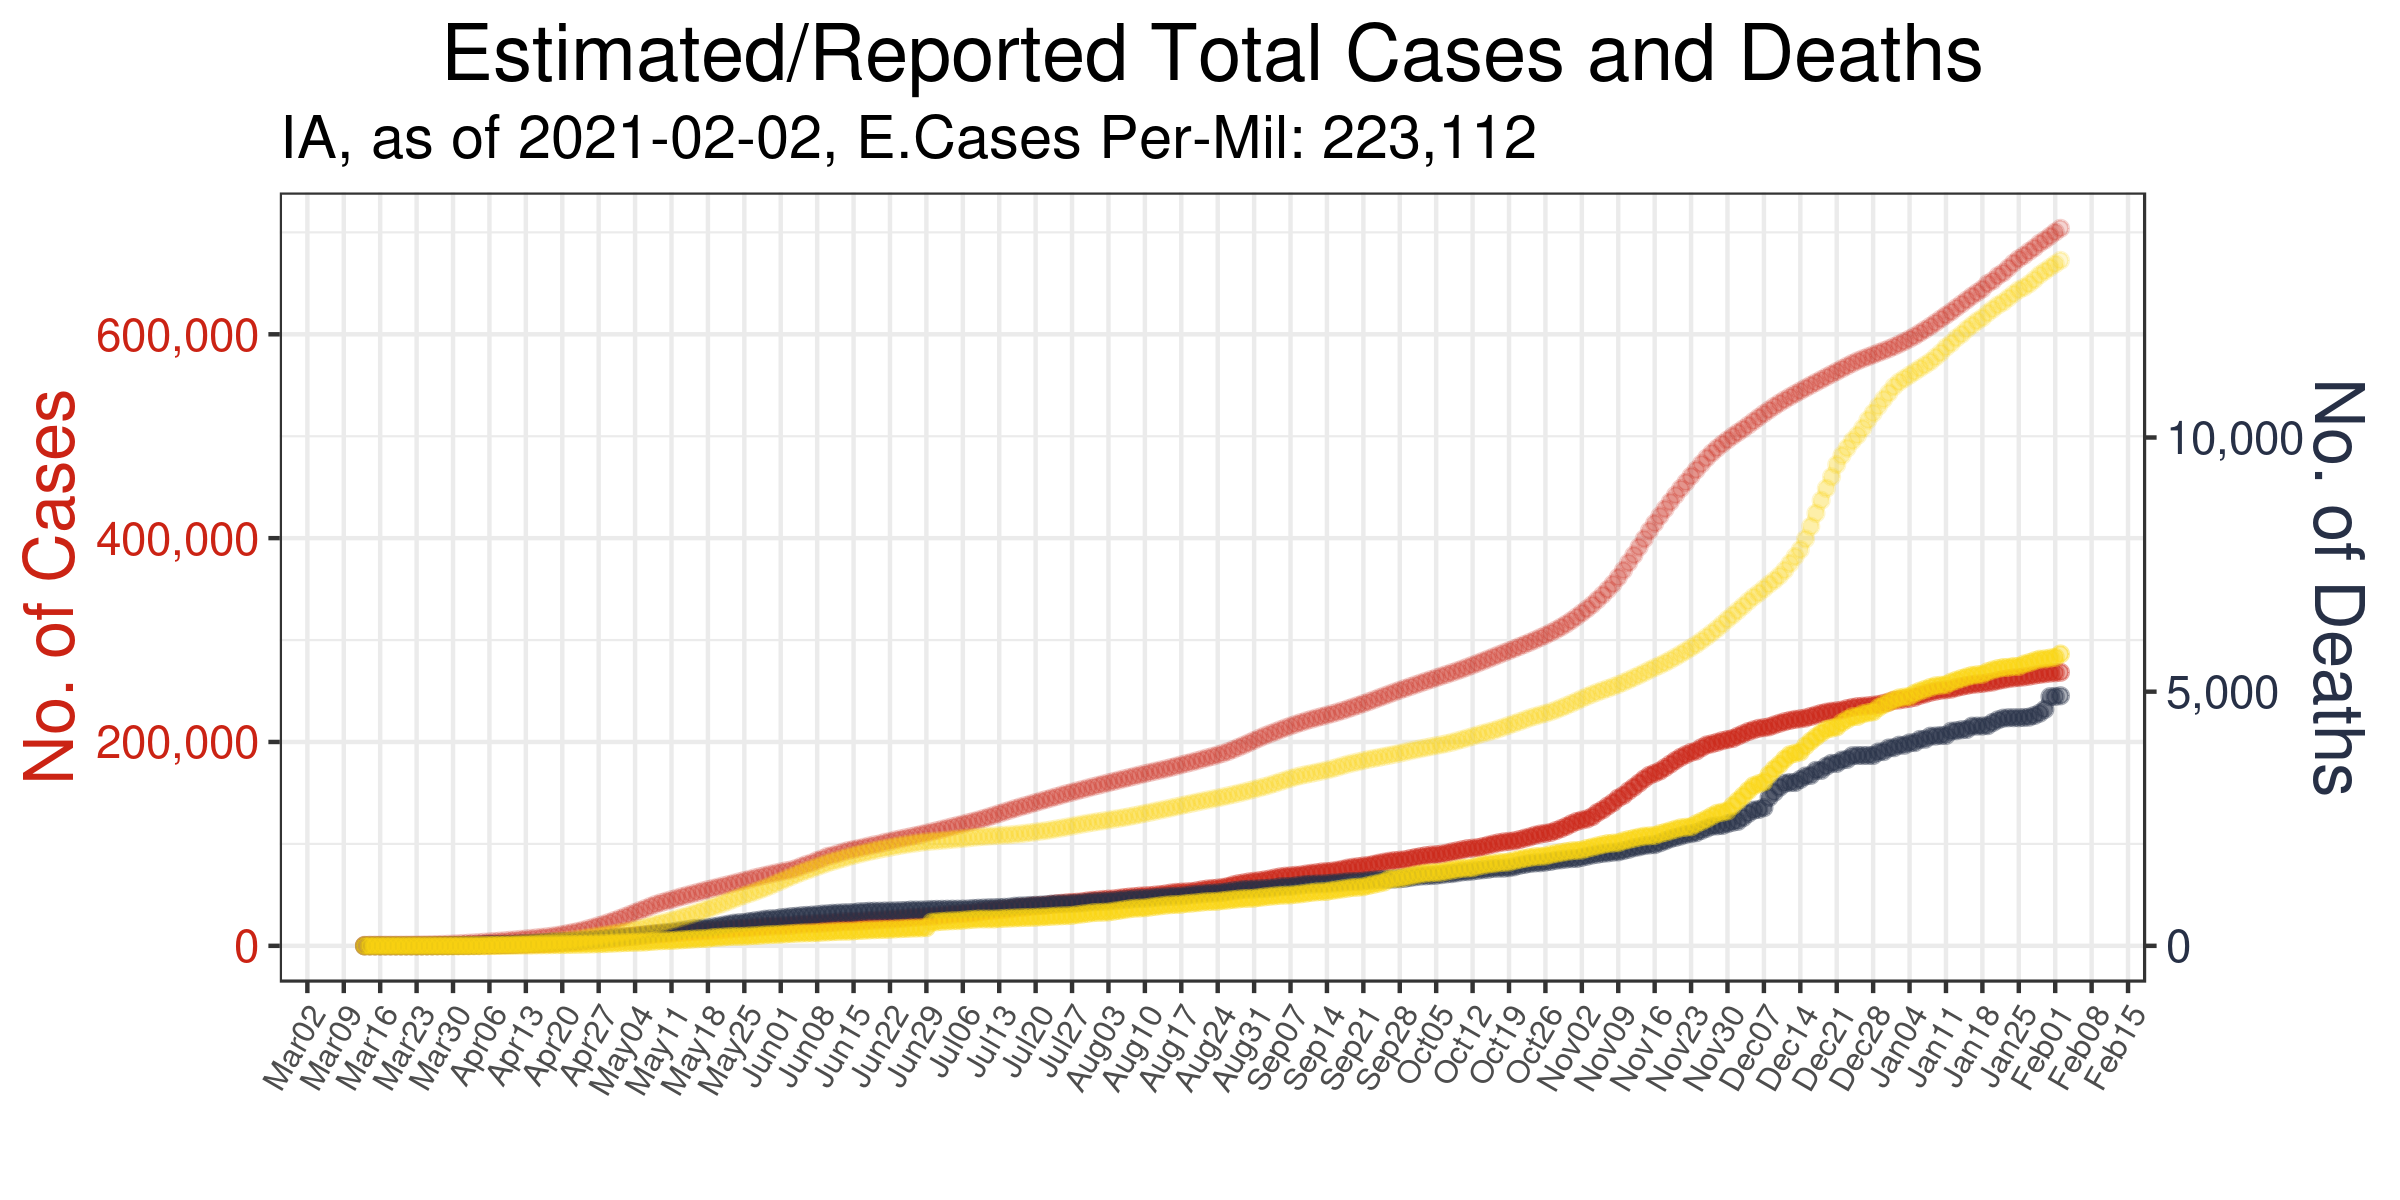 Estimated/Reported Total Cases and Deaths
IA, as of 2021-02-02, E.Cases Per-Mil: 223,112
No. of Cases
600,000
400,000
200,000
0
10,000
5,000
0
No. of Deaths
Mar02
Mar09
Mar16
Mar23
Mar30
Apr06
Apr13
Apr20
Apr27
May04
May11
May18
May25
Jun01
Jun08
Jun15
Jun22
Jun29
Jul06
Jul13
Jul20
Jul27
Aug03
Aug10
Aug17
Aug24
Aug31
Sep07
Sep14
Sep21
Sep28
Oct05
Oct12
Oct19
Oct26
Nov02
Nov09
Nov16
Nov23
Nov30
Dec07
Dec14
Dec21
Dec28
Jan04
Jan11
Jan18
Jan25
Feb01
Feb08
Feb15